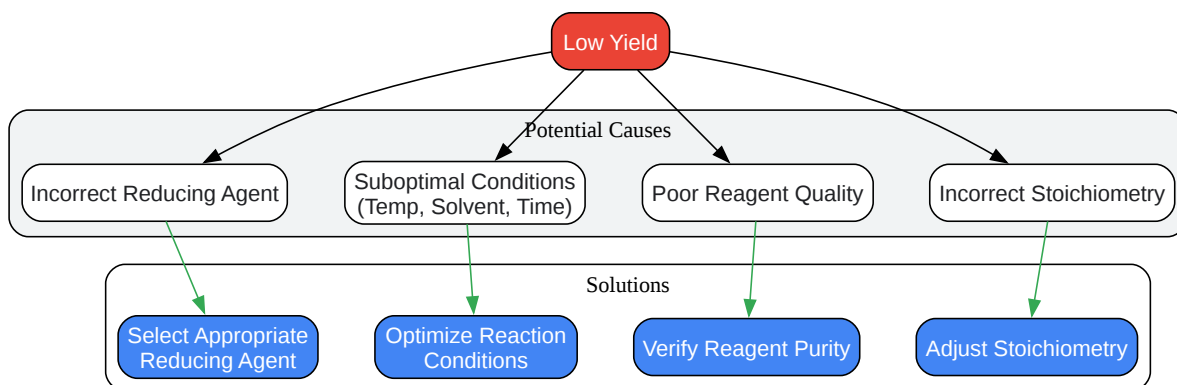 Low Yield
Potential Causes
Incorrect Reducing Agent
Suboptimal Conditions
(Temp, Solvent, Time)
Poor Reagent Quality
Incorrect Stoichiometry
Solutions
Select Appropriate
Reducing Agent
Optimize Reaction
Conditions
Verify Reagent Purity
Adjust Stoichiometry